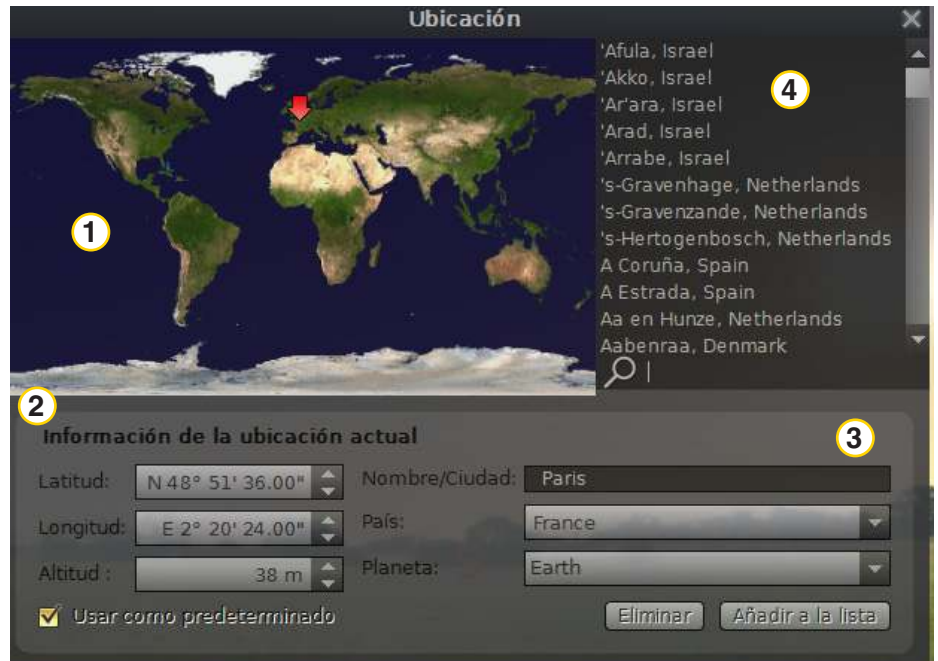 Ubicación
'Afula, Israel
'Akko, Israel
4
'Ar'ara, Israel
'Arad, Israel
'Arrabe, Israel
's-Gravenhage, Netherlands
's-Gravenzande, Netherlands
1
's-Hertogenbosch, Netherlands
A Coruña, Spain
A Estrada, Spain
Aa en Hunze, Netherlands
Aabenraa, Denmark
2
Información de la ubicación actual
3
Latitud: N 48° 51' 36.00"
Nombre/Ciudad: Paris
Longitud: E 2° 20' 24.00"
País: France
Altitud : 38 m
Planeta: Earth
Usar como predeterminado
Eliminar
Añadir a la lista